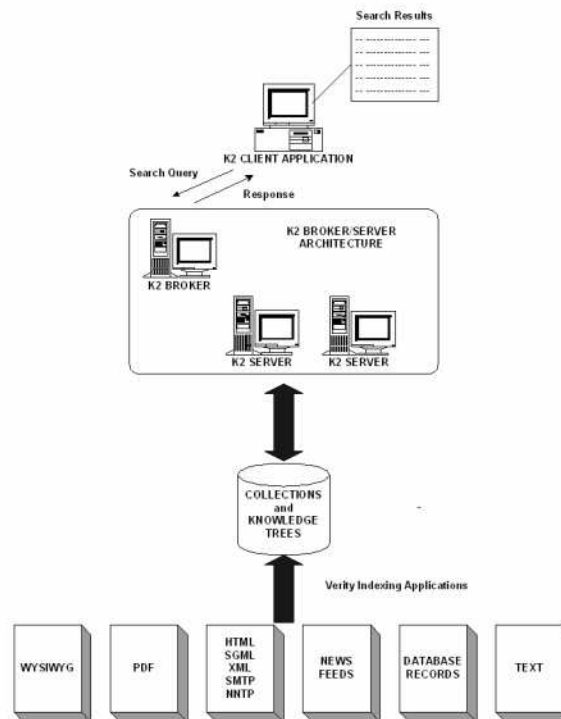 Search Results
K2 CLIENT APPLICATION
Search Query
Response
K2 BROKER/SERVER
ARCHITECTURE
K2 BROKER
K2 SERVER
K2 SERVER
COLLECTIONS
and
KNOWLEDGE
TREES
Verity Indexing Applications
WYSIWYG
PDF
HTML
SGML
XML
SMTP
NNTP
NEWS
FEEDS
DATABASE
RECORDS
TEXT